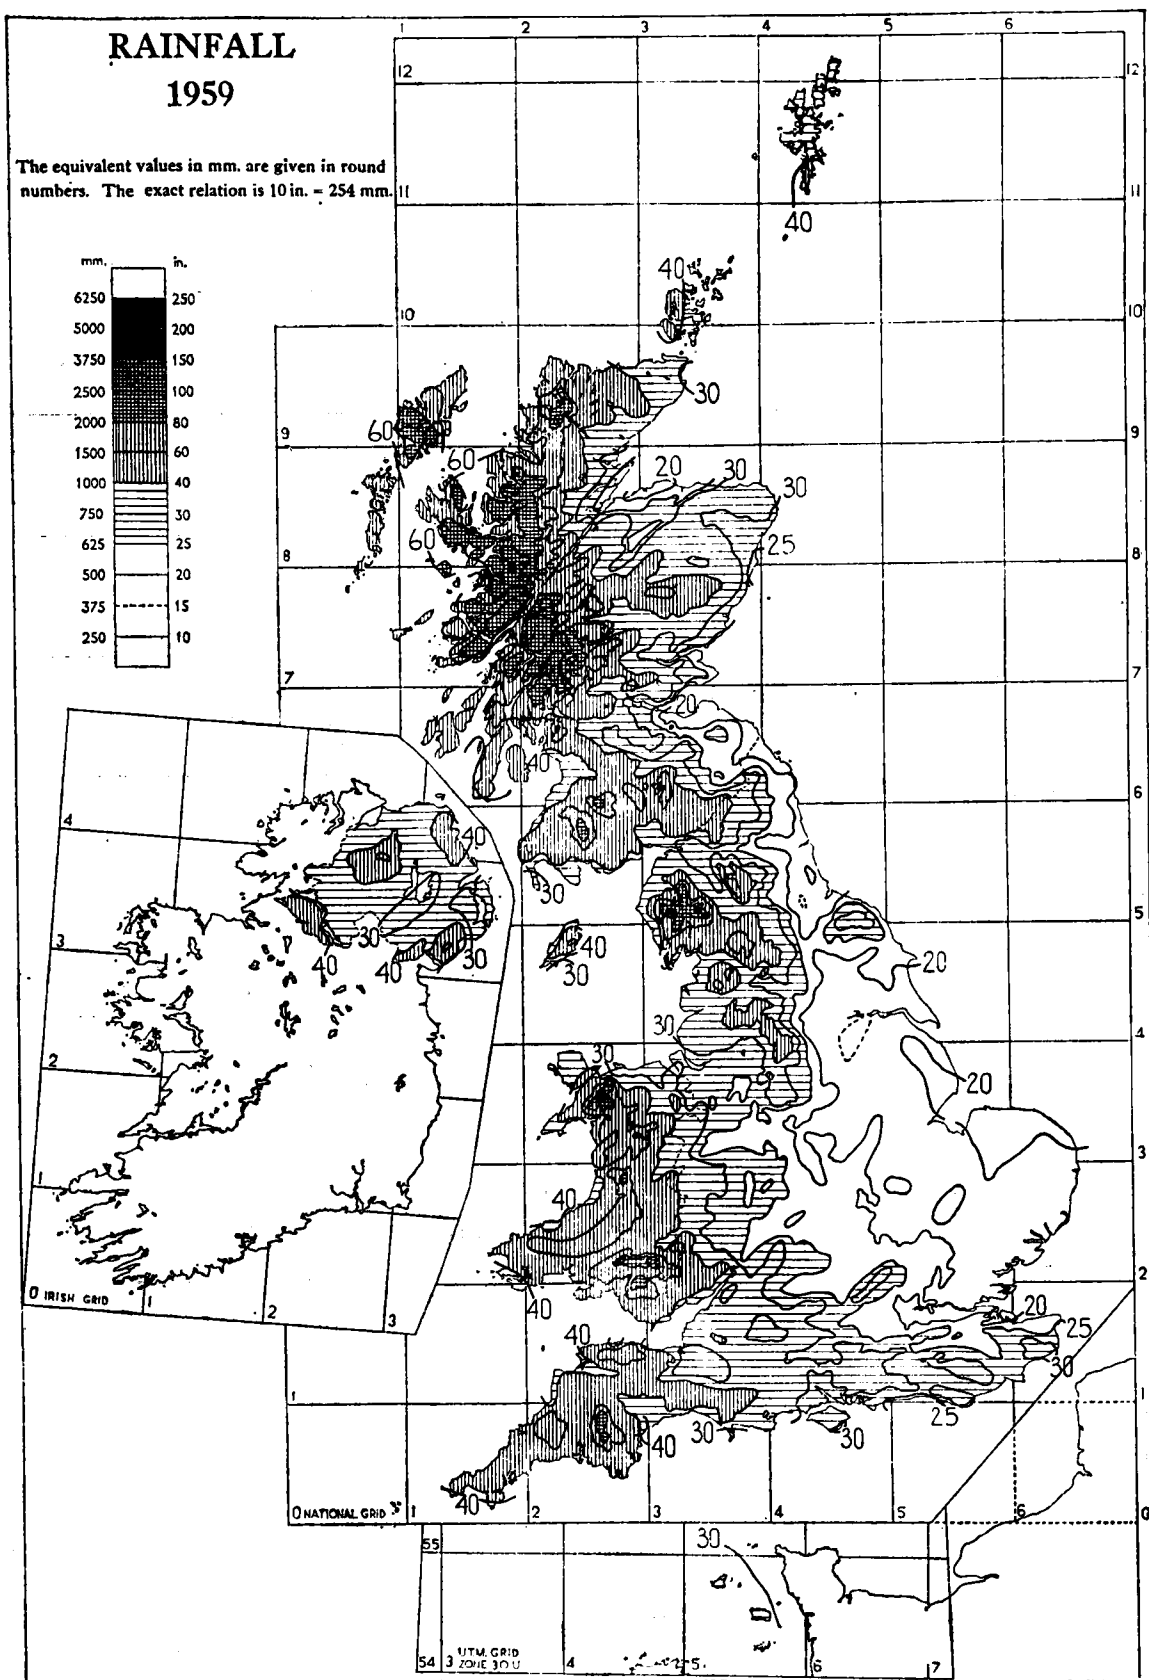 RAINFALL
1959
The equivalent values in mm. are given in round
numbers. The exact relation is 10 in. = 254 mm.
mm. in.
6250 250
5000 200
3750 150
2500 100
2000 80
1500 60
1000 40
750 30
625 25
500 20
375 15
250 10
1 2 3 4 5 6
12 12
11 11
40
40
10 10
30
60
9 9
60 20 30 30
60 25
8 8
7 7
20
40
6 6
4 40
30
5
3 30 40 20
40 40 30 30
30 4
2 30 20
3
1 40
2
0 IRISH GRID 1 2 3
40 20
40 25
30
1 1
25
40 30 30
40
0 NATIONAL GRID 1 2 3 4 5 6 0
55 30
54 3 UTM. GRID
ZONE 30 U 4 5 6 7